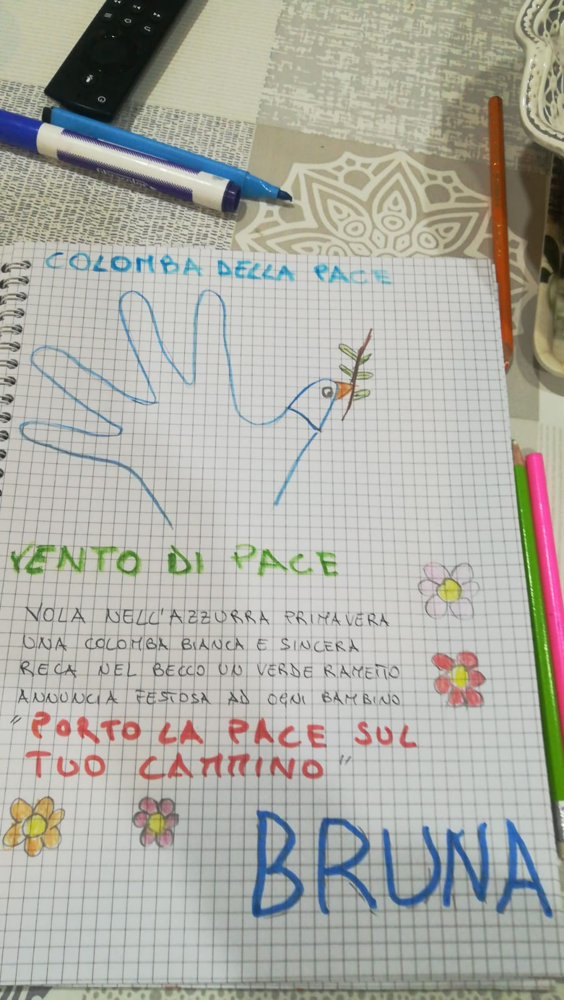 COLOMBA DELLA PACE
VENTO DI PACE
VOLA NELL'AZZURRA PRIMAVERA
UNA COLOMBA BIANCA E SINCERA
RECA NEL BECCO UN VERDE RAMETTO
ANNUNCIA FESTOSA AD OGNI BAMBINO
"PORTO LA PACE SUL
TUO CAMMINO"
BRUNA